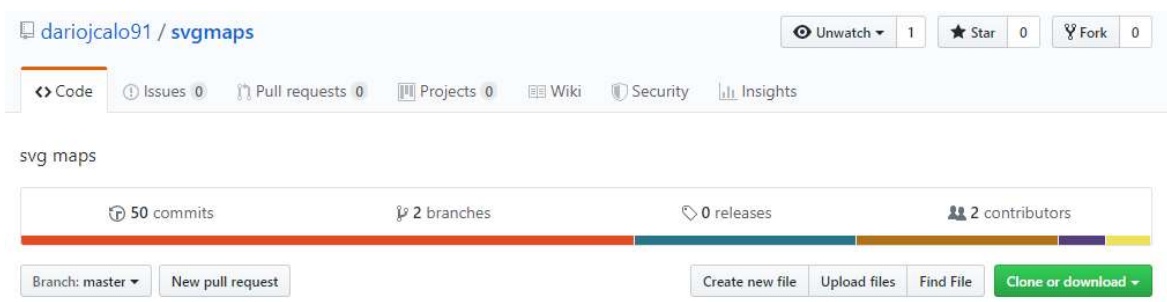 dariojcalo91 / svgmaps Unwatch 1 Star 0 Fork 0
Code Issues 0 Pull requests 0 Projects 0 Wiki Security Insights
svg maps
50 commits 2 branches 0 releases 2 contributors
Branch: master New pull request Create new file Upload files Find File Clone or download